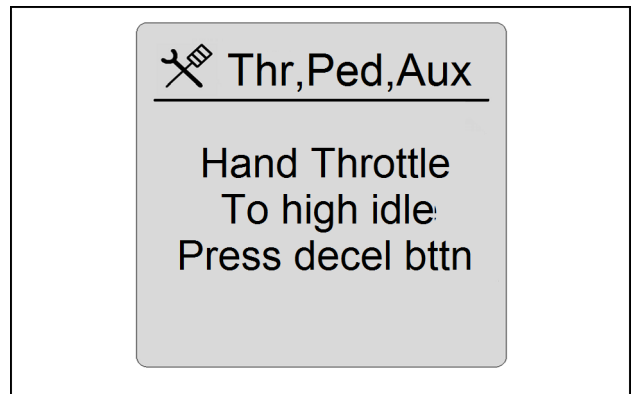 Thr,Ped,Aux
Hand Throttle
To high idle
Press decel bttn